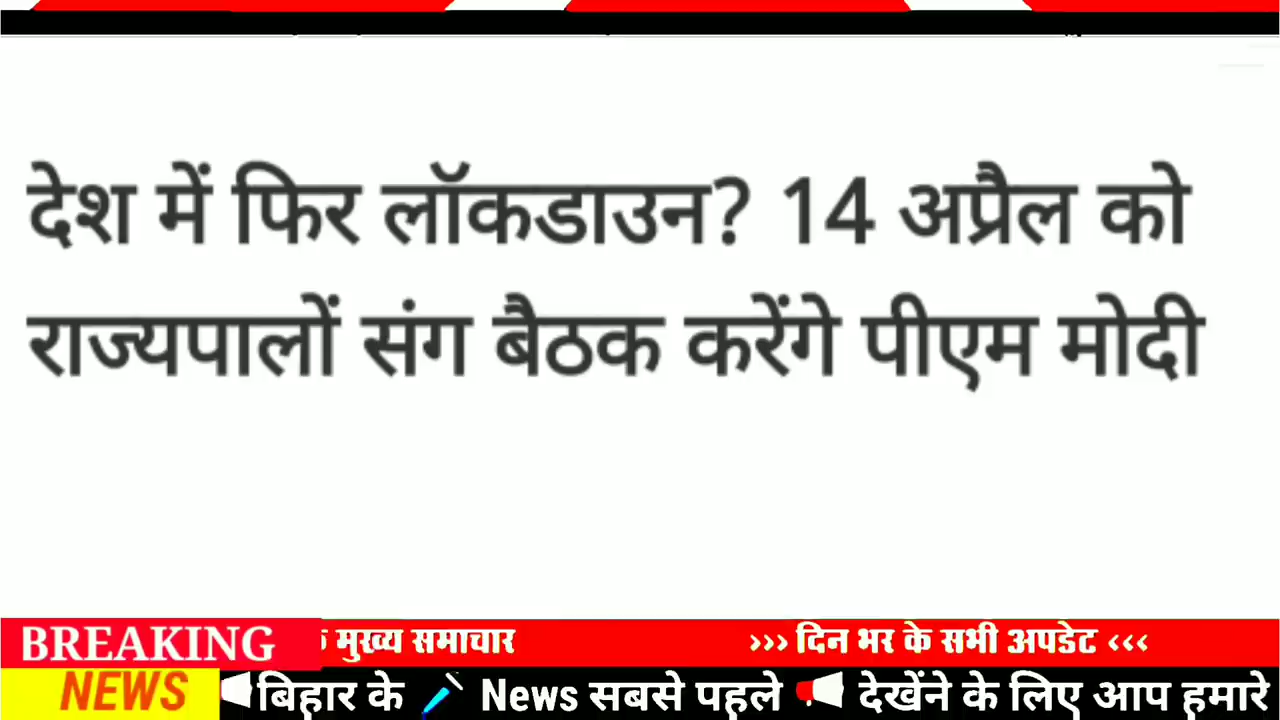 देश में फिर लॉकडाउन? 14 अप्रैल को
राज्यपालों संग बैठक करेंगे पीएम मोदी
BREAKING
मुख्य समाचार
››› दिन भर के सभी अपडेट ‹‹‹
NEWS
बिहार के News सबसे पहले देखेंने के लिए आप हमारे